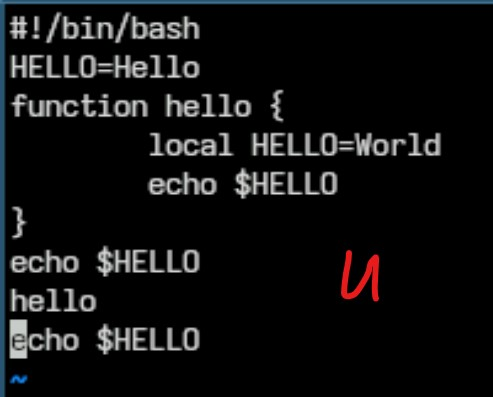 #!/bin/bash
HELLO=Hello
function hello {
        local HELLO=World
        echo $HELLO
}
echo $HELLO
И
hello
echo $HELLO
~